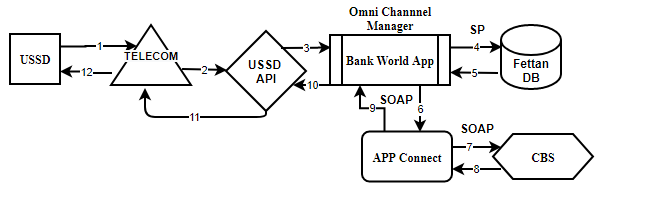 Omni Channnel
Manager
SP
USSD
1
12
TELECOM
2
USSD
API
3
10
Bank World App
4
5
Fettan
DB
11
9
SOAP
6
SOAP
APP Connect
7
8
CBS